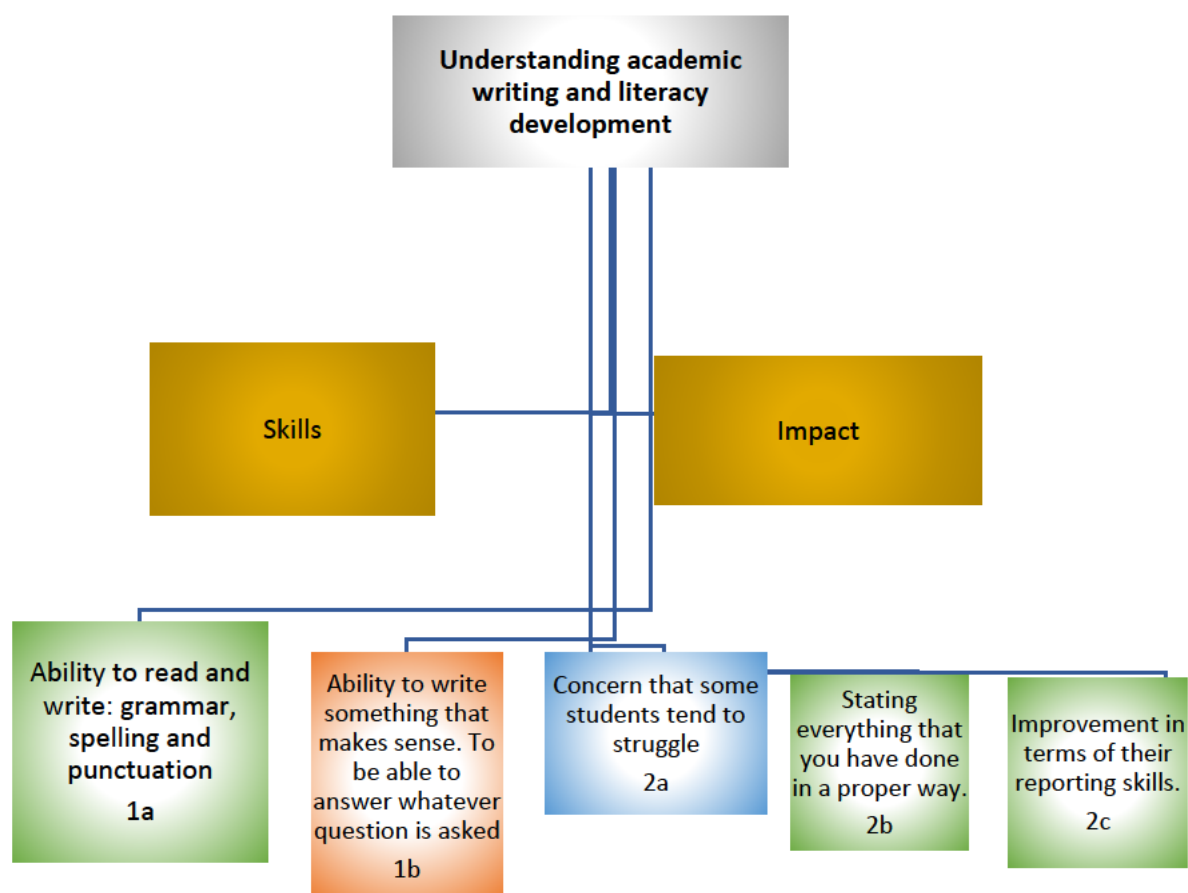 Understanding academic
writing and literacy
development
Skills
Impact
Ability to read and
write: grammar,
spelling and
punctuation
1a
Ability to write
something that
makes sense. To
be able to
answer whatever
question is asked
1b
Concern that some
students tend to
struggle
2a
Stating
everything that
you have done
in a proper way.
2b
Improvement in
terms of their
reporting skills.
2c